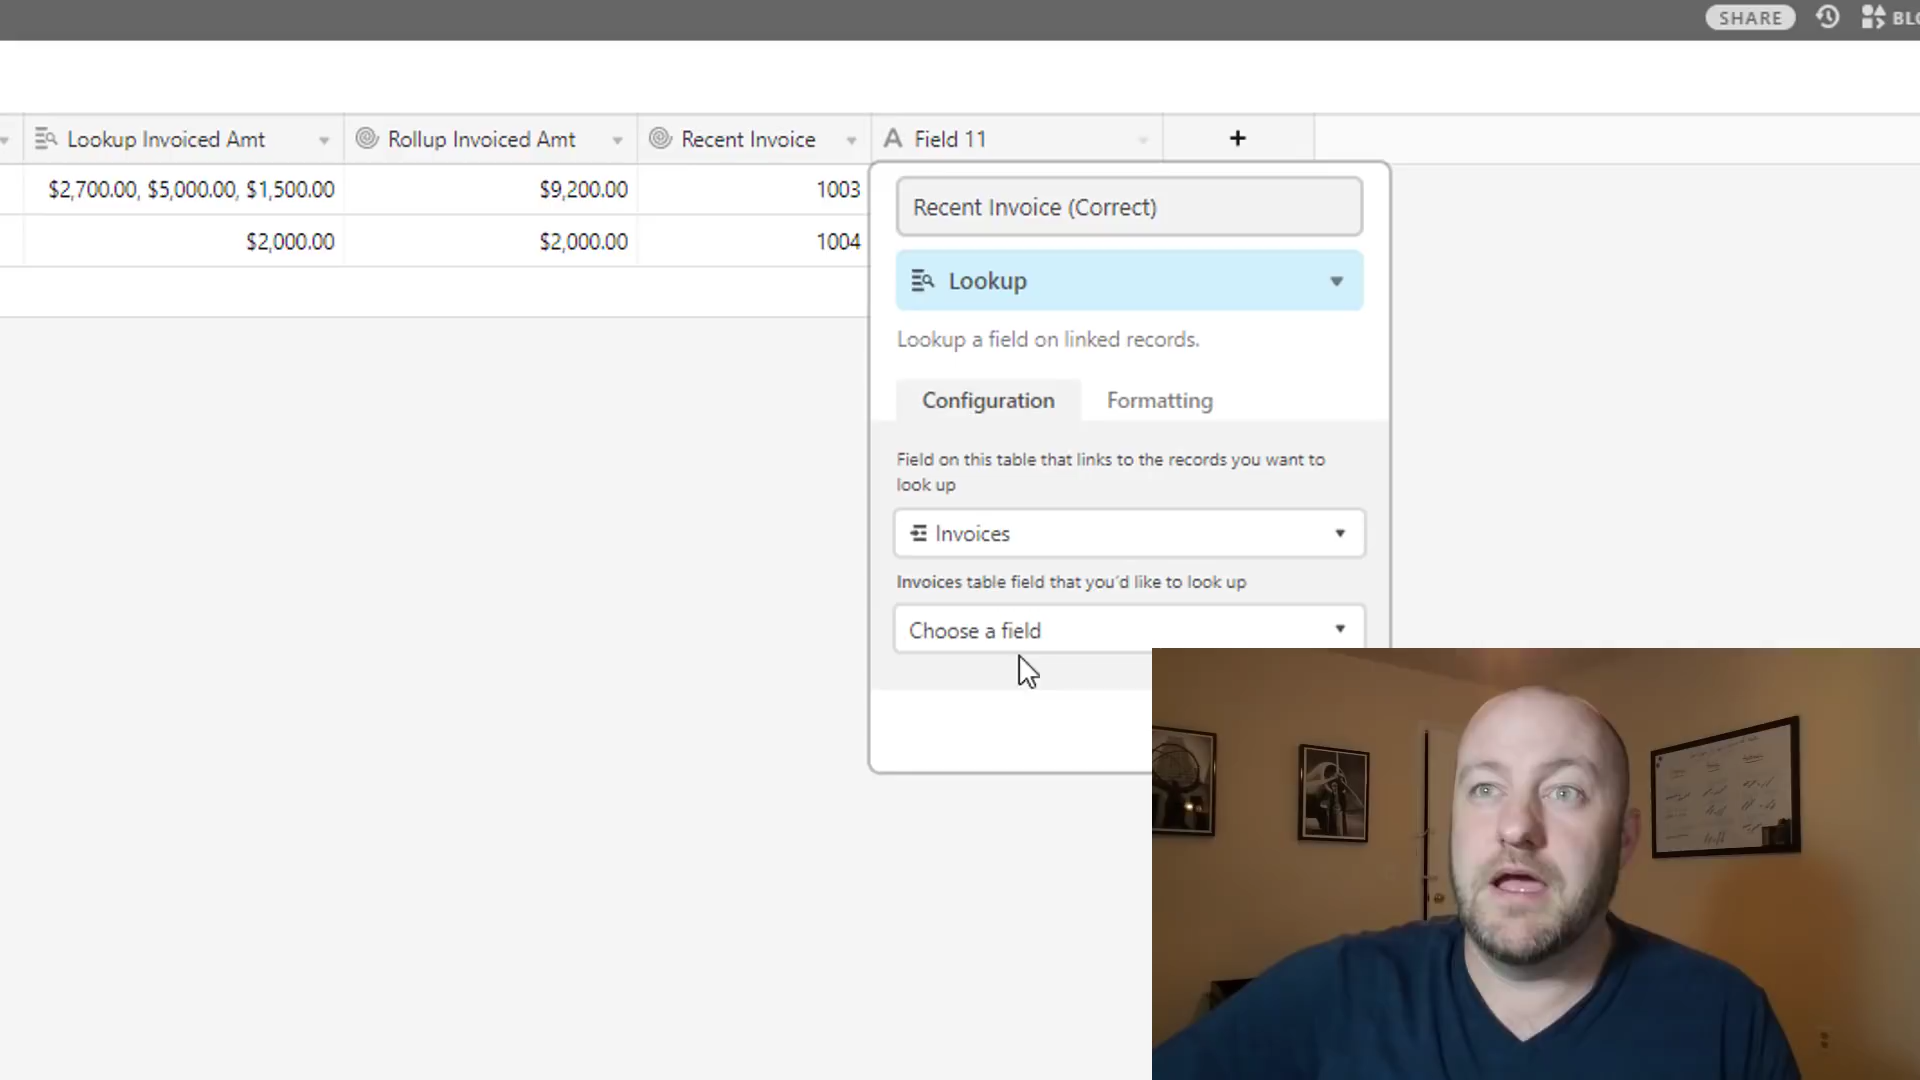 SHARE
Lookup Invoiced Amt Rollup Invoiced Amt Recent Invoice A Field 11 +
$2,700.00, $5,000.00, $1,500.00 $9,200.00 1003
$2,000.00 $2,000.00 1004
Recent Invoice (Correct)
Lookup
Lookup a field on linked records.
Configuration Formatting
Field on this table that links to the records you want to
look up
Invoices
Invoices table field that you'd like to look up
Choose a field